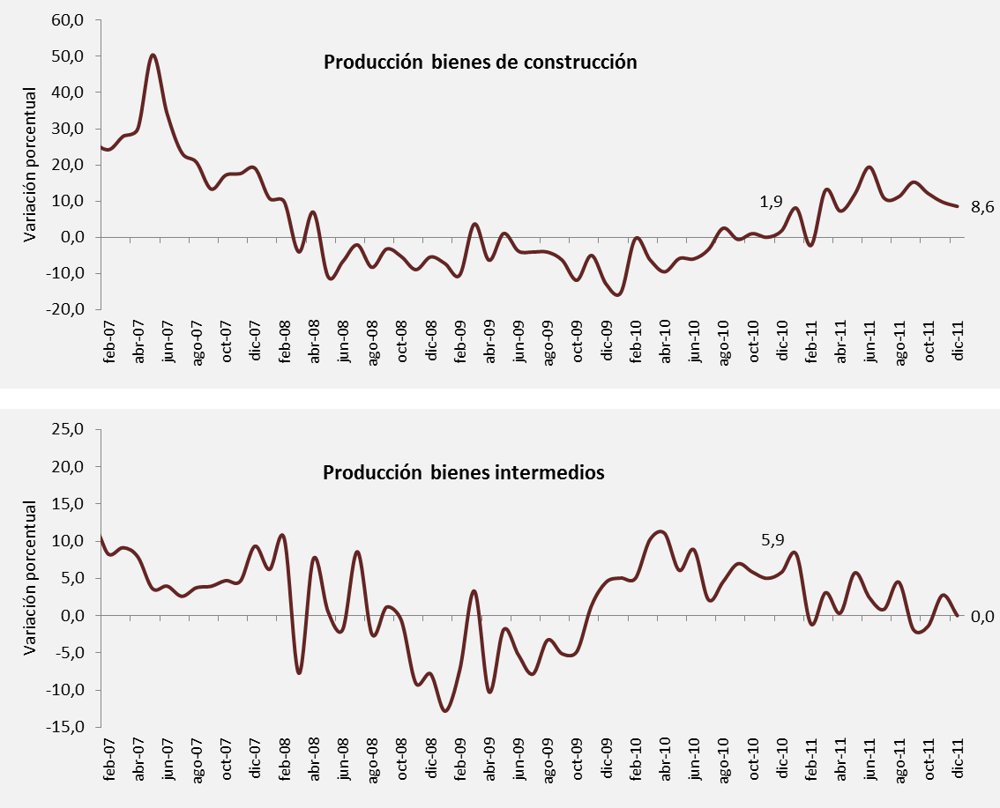 Producción bienes de construcción
Variación porcentual
60,0
50,0
40,0
30,0
20,0
10,0
0,0
-10,0
-20,0
1,9
8,6
feb-07
abr-07
jun-07
ago-07
oct-07
dic-07
feb-08
abr-08
jun-08
ago-08
oct-08
dic-08
feb-09
abr-09
jun-09
ago-09
oct-09
dic-09
feb-10
abr-10
jun-10
ago-10
oct-10
dic-10
feb-11
abr-11
jun-11
ago-11
oct-11
dic-11
Producción bienes intermedios
Variación porcentual
25,0
20,0
15,0
10,0
5,0
0,0
-5,0
-10,0
-15,0
5,9
0,0
feb-07
abr-07
jun-07
ago-07
oct-07
dic-07
feb-08
abr-08
jun-08
ago-08
oct-08
dic-08
feb-09
abr-09
jun-09
ago-09
oct-09
dic-09
feb-10
abr-10
jun-10
ago-10
oct-10
dic-10
feb-11
abr-11
jun-11
ago-11
oct-11
dic-11